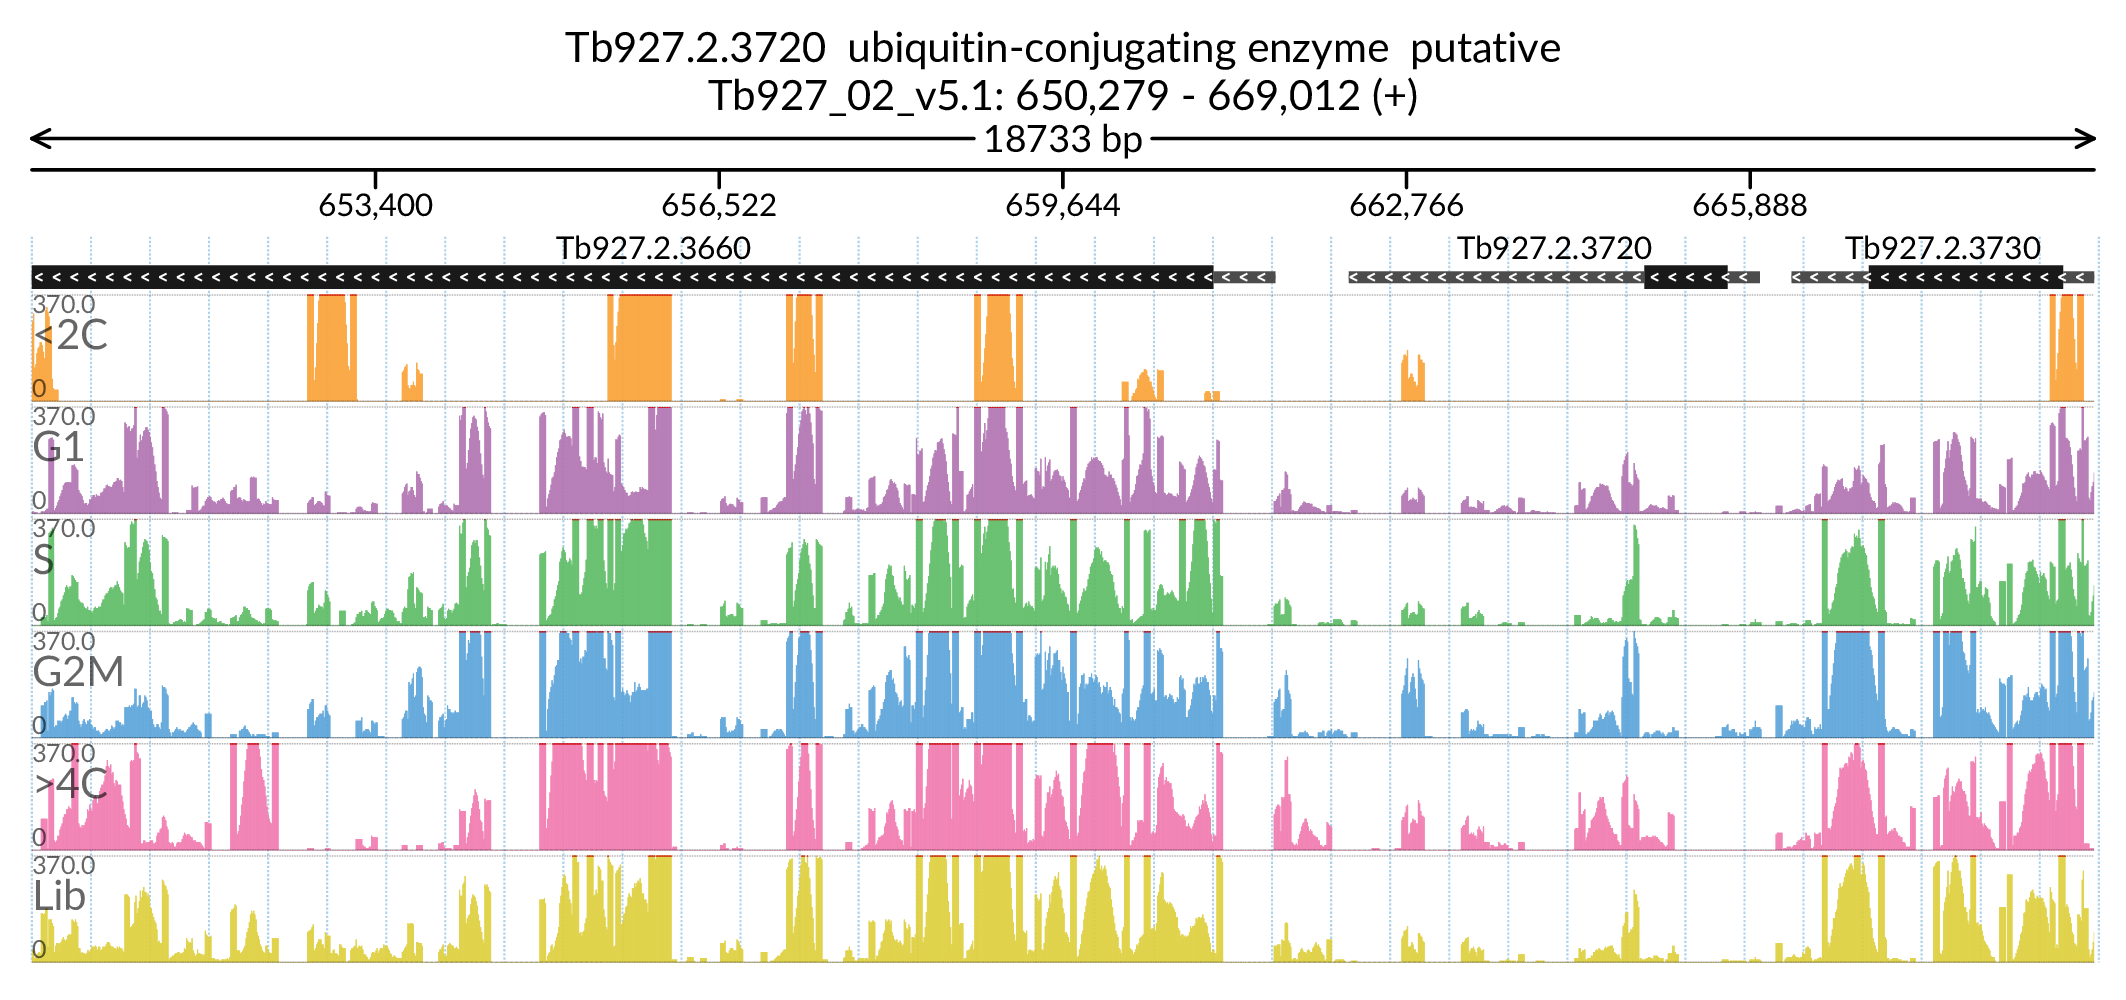 Tb927.2.3720 ubiquitin-conjugating enzyme putative
Tb927_02_v5.1: 650,279 - 669,012 (+)
18733 bp
653,400 656,522 659,644 662,766 665,888
Tb927.2.3660 Tb927.2.3720 Tb927.2.3730
370.0
<2C
0
370.0
G1
0
370.0
S
0
370.0
G2M
0
370.0
>4C
0
370.0
Lib
0